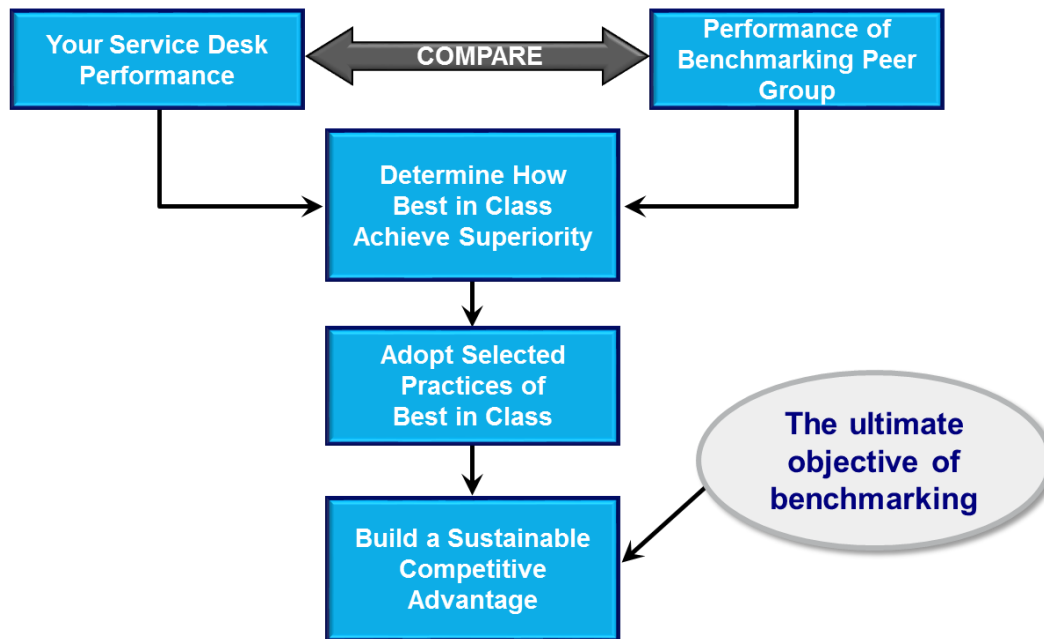 Your Service Desk
Performance
COMPARE
Performance of
Benchmarking Peer
Group
Determine How
Best in Class
Achieve Superiority
Adopt Selected
Practices of
Best in Class
The ultimate
objective of
benchmarking
Build a Sustainable
Competitive
Advantage